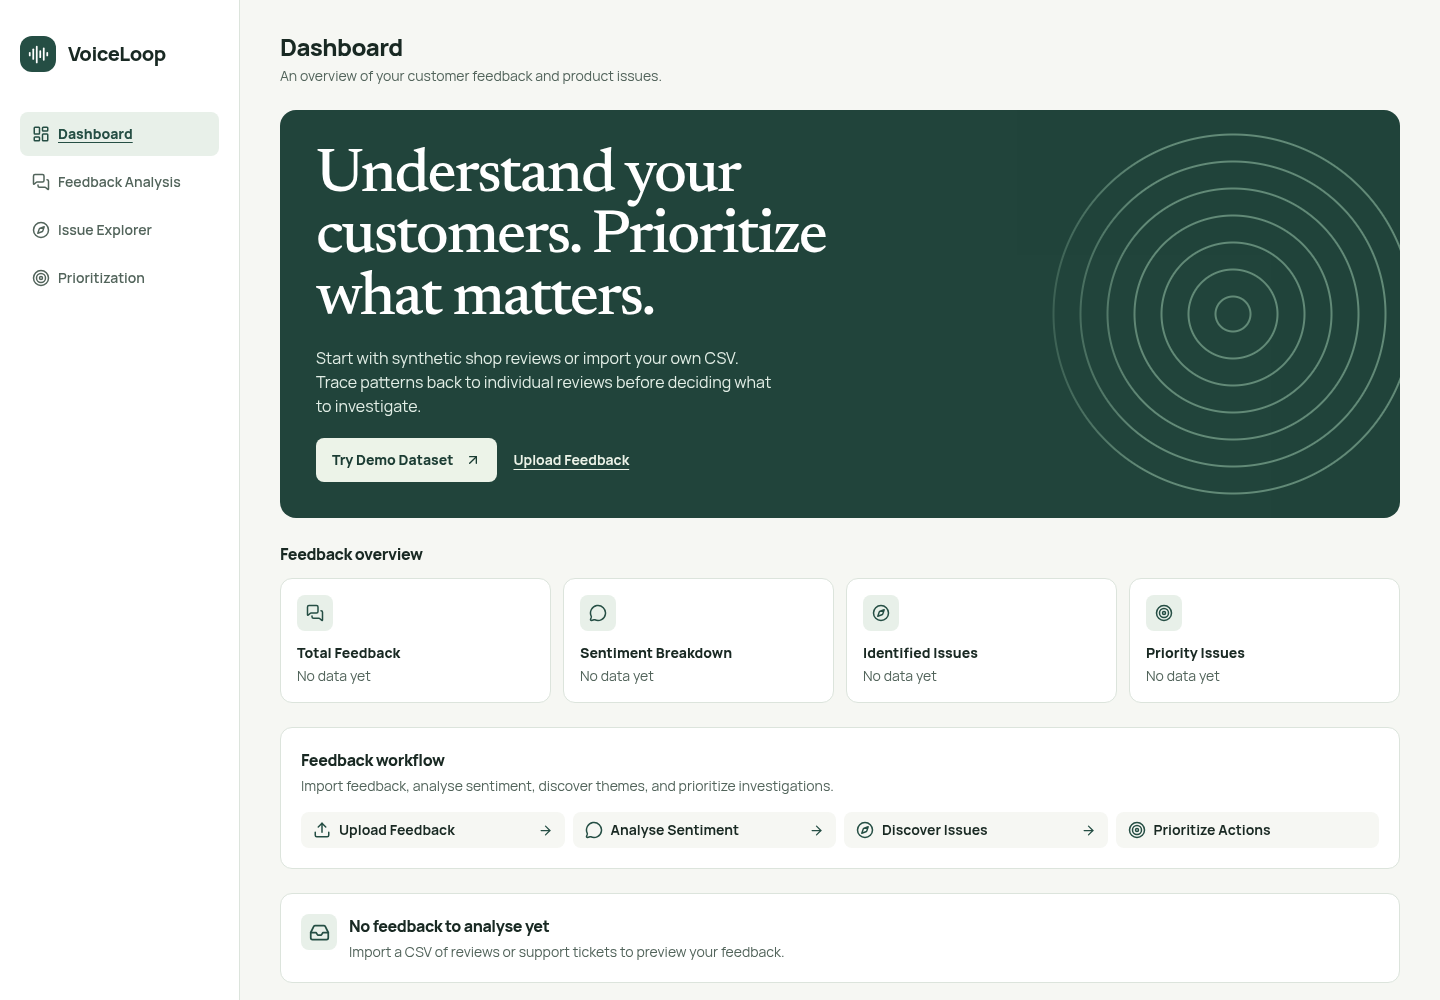 VoiceLoop
Dashboard
Feedback Analysis
Issue Explorer
Prioritization
Dashboard
An overview of your customer feedback and product issues.
Understand your
customers. Prioritize
what matters.
Start with synthetic shop reviews or import your own CSV.
Trace patterns back to individual reviews before deciding what
to investigate.
Try Demo Dataset
Upload Feedback
Feedback overview
Total Feedback
No data yet
Sentiment Breakdown
No data yet
Identified Issues
No data yet
Priority Issues
No data yet
Feedback workflow
Import feedback, analyse sentiment, discover themes, and prioritize investigations.
Upload Feedback
Analyse Sentiment
Discover Issues
Prioritize Actions
No feedback to analyse yet
Import a CSV of reviews or support tickets to preview your feedback.